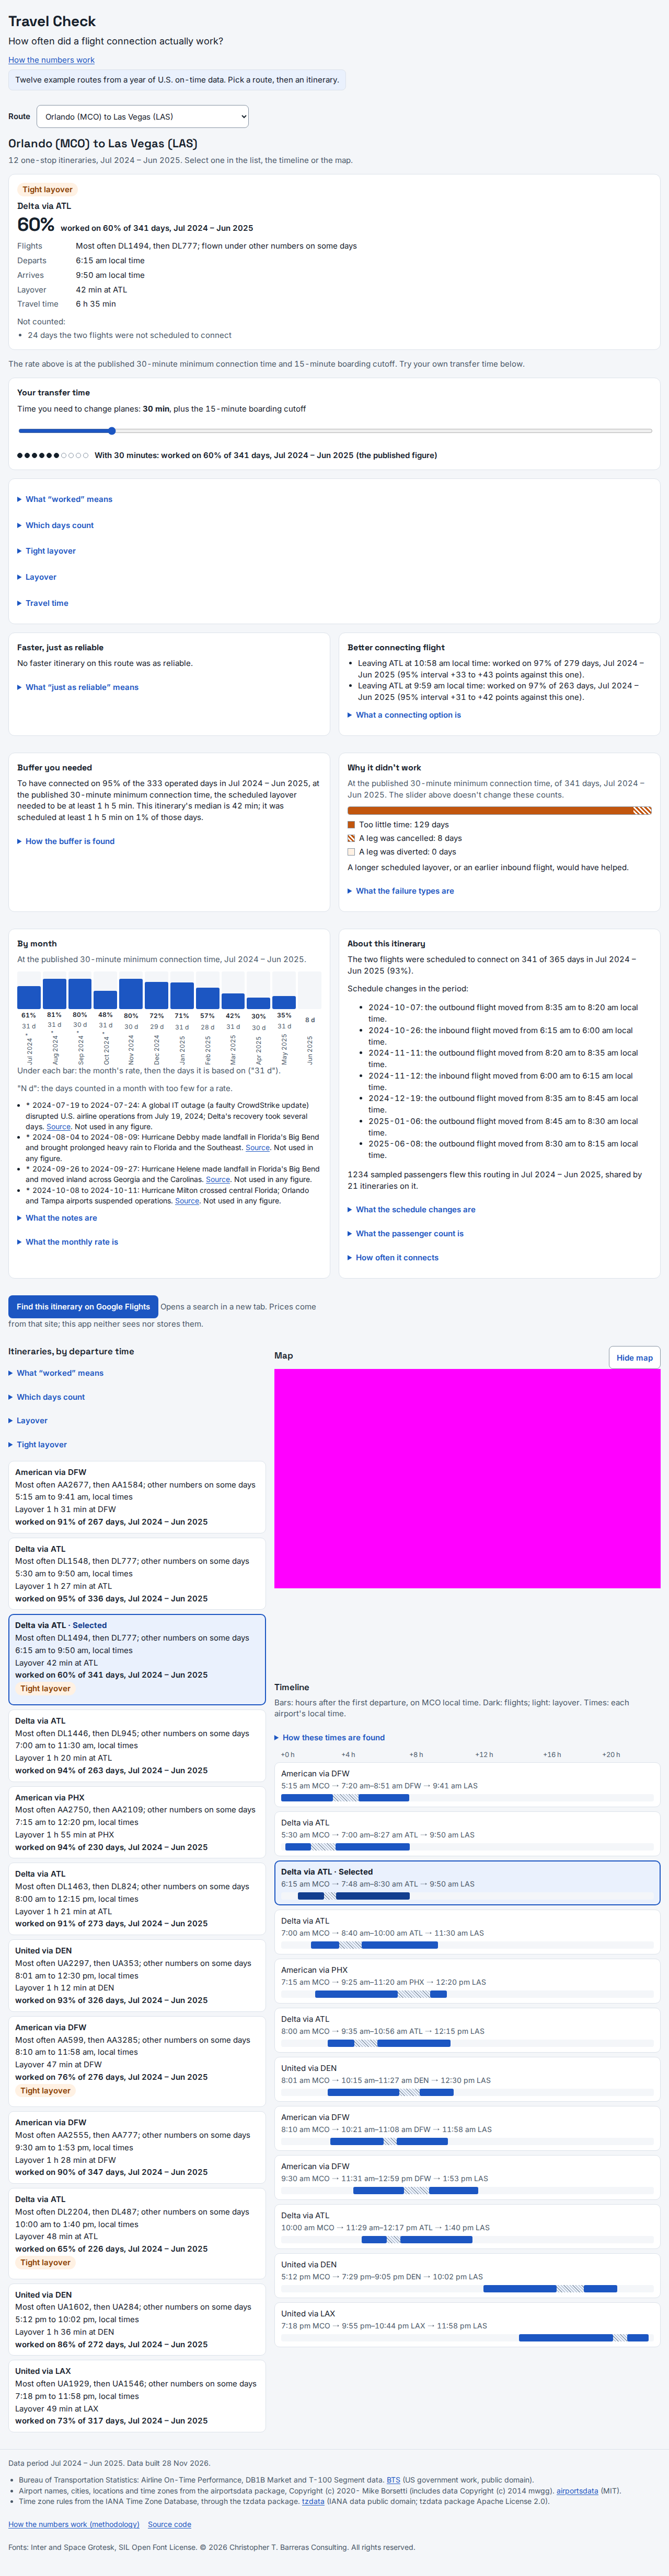 Travel Check
How often did a flight connection actually work?
How the numbers work
Twelve example routes from a year of U.S. on-time data. Pick a route, then an itinerary.
Route
Orlando (MCO) to Las Vegas (LAS)
Orlando (MCO) to Las Vegas (LAS)
12 one-stop itineraries, Jul 2024 – Jun 2025. Select one in the list, the timeline or the map.
Tight layover
Delta via ATL
60% worked on 60% of 341 days, Jul 2024 – Jun 2025
Flights Most often DL1494, then DL777; flown under other numbers on some days
Departs 6:15 am local time
Arrives 9:50 am local time
Layover 42 min at ATL
Travel time 6 h 35 min
Not counted:
• 24 days the two flights were not scheduled to connect
The rate above is at the published 30-minute minimum connection time and 15-minute boarding cutoff. Try your own transfer time below.
Your transfer time
Time you need to change planes: 30 min, plus the 15-minute boarding cutoff
With 30 minutes: worked on 60% of 341 days, Jul 2024 – Jun 2025 (the published figure)
What “worked” means
Which days count
Tight layover
Layover
Travel time
Faster, just as reliable
No faster itinerary on this route was as reliable.
What “just as reliable” means
Better connecting flight
• Leaving ATL at 10:58 am local time: worked on 97% of 279 days, Jul 2024 –
Jun 2025 (95% interval +33 to +43 points against this one).
• Leaving ATL at 9:59 am local time: worked on 97% of 263 days, Jul 2024 –
Jun 2025 (95% interval +31 to +42 points against this one).
What a connecting option is
Buffer you needed
To have connected on 95% of the 333 operated days in Jul 2024 – Jun 2025, at
the published 30-minute minimum connection time, the scheduled layover
needed to be at least 1 h 5 min. This itinerary's median is 42 min; it was
scheduled at least 1 h 5 min on 1% of those days.
How the buffer is found
Why it didn't work
At the published 30-minute minimum connection time, of 341 days, Jul 2024 –
Jun 2025. The slider above doesn't change these counts.
Too little time: 129 days
A leg was cancelled: 8 days
A leg was diverted: 0 days
A longer scheduled layover, or an earlier inbound flight, would have helped.
What the failure types are
By month
At the published 30-minute minimum connection time, Jul 2024 – Jun 2025.
61% 81% 80% 48% 80% 72% 71% 57% 42% 30% 35%
31 d 31 d 30 d 31 d 30 d 29 d 31 d 28 d 31 d 30 d 31 d 8 d
Jul 2024 * Aug 2024 * Sep 2024 * Oct 2024 * Nov 2024 Dec 2024 Jan 2025 Feb 2025 Mar 2025 Apr 2025 May 2025 Jun 2025
Under each bar: the month's rate, then the days it is based on ("31 d").
"N d": the days counted in a month with too few for a rate.
• * 2024-07-19 to 2024-07-24: A global IT outage (a faulty CrowdStrike update)
disrupted U.S. airline operations from July 19, 2024; Delta's recovery took several
days. Source. Not used in any figure.
• * 2024-08-04 to 2024-08-09: Hurricane Debby made landfall in Florida's Big Bend
and brought prolonged heavy rain to Florida and the Southeast. Source. Not used in
any figure.
• * 2024-09-26 to 2024-09-27: Hurricane Helene made landfall in Florida's Big Bend
and moved inland across Georgia and the Carolinas. Source. Not used in any figure.
• * 2024-10-08 to 2024-10-11: Hurricane Milton crossed central Florida; Orlando
and Tampa airports suspended operations. Source. Not used in any figure.
What the notes are
What the monthly rate is
About this itinerary
The two flights were scheduled to connect on 341 of 365 days in Jul 2024 –
Jun 2025 (93%).
Schedule changes in the period:
• 2024-10-07: the outbound flight moved from 8:35 am to 8:20 am local
time.
• 2024-10-26: the inbound flight moved from 6:15 am to 6:00 am local
time.
• 2024-11-11: the outbound flight moved from 8:20 am to 8:35 am local
time.
• 2024-11-12: the inbound flight moved from 6:00 am to 6:15 am local
time.
• 2024-12-19: the outbound flight moved from 8:35 am to 8:45 am local
time.
• 2025-01-06: the outbound flight moved from 8:45 am to 8:30 am local
time.
• 2025-06-08: the outbound flight moved from 8:30 am to 8:15 am local
time.
1234 sampled passengers flew this routing in Jul 2024 – Jun 2025, shared by
21 itineraries on it.
What the schedule changes are
What the passenger count is
How often it connects
Find this itinerary on Google Flights Opens a search in a new tab. Prices come
from that site; this app neither sees nor stores them.
Itineraries, by departure time
What “worked” means
Which days count
Layover
Tight layover
American via DFW
Most often AA2677, then AA1584; other numbers on some days
5:15 am to 9:41 am, local times
Layover 1 h 31 min at DFW
worked on 91% of 267 days, Jul 2024 – Jun 2025
Delta via ATL
Most often DL1548, then DL777; other numbers on some days
5:30 am to 9:50 am, local times
Layover 1 h 27 min at ATL
worked on 95% of 336 days, Jul 2024 – Jun 2025
Delta via ATL · Selected
Most often DL1494, then DL777; other numbers on some days
6:15 am to 9:50 am, local times
Layover 42 min at ATL
worked on 60% of 341 days, Jul 2024 – Jun 2025
Tight layover
Delta via ATL
Most often DL1446, then DL945; other numbers on some days
7:00 am to 11:30 am, local times
Layover 1 h 20 min at ATL
worked on 94% of 263 days, Jul 2024 – Jun 2025
American via PHX
Most often AA2750, then AA2109; other numbers on some days
7:15 am to 12:20 pm, local times
Layover 1 h 55 min at PHX
worked on 94% of 230 days, Jul 2024 – Jun 2025
Delta via ATL
Most often DL1463, then DL824; other numbers on some days
8:00 am to 12:15 pm, local times
Layover 1 h 21 min at ATL
worked on 91% of 273 days, Jul 2024 – Jun 2025
United via DEN
Most often UA2297, then UA353; other numbers on some days
8:01 am to 12:30 pm, local times
Layover 1 h 12 min at DEN
worked on 93% of 326 days, Jul 2024 – Jun 2025
American via DFW
Most often AA599, then AA3285; other numbers on some days
8:10 am to 11:58 am, local times
Layover 47 min at DFW
worked on 76% of 276 days, Jul 2024 – Jun 2025
Tight layover
American via DFW
Most often AA2555, then AA777; other numbers on some days
9:30 am to 1:53 pm, local times
Layover 1 h 28 min at DFW
worked on 90% of 347 days, Jul 2024 – Jun 2025
Delta via ATL
Most often DL2204, then DL487; other numbers on some days
10:00 am to 1:40 pm, local times
Layover 48 min at ATL
worked on 65% of 226 days, Jul 2024 – Jun 2025
Tight layover
United via DEN
Most often UA1602, then UA284; other numbers on some days
5:12 pm to 10:02 pm, local times
Layover 1 h 36 min at DEN
worked on 86% of 272 days, Jul 2024 – Jun 2025
United via LAX
Most often UA1929, then UA1546; other numbers on some days
7:18 pm to 11:58 pm, local times
Layover 49 min at LAX
worked on 73% of 317 days, Jul 2024 – Jun 2025
Map
Hide map
Timeline
Bars: hours after the first departure, on MCO local time. Dark: flights; light: layover. Times: each
airport's local time.
How these times are found
+0 h +4 h +8 h +12 h +16 h +20 h
American via DFW
5:15 am MCO → 7:20 am–8:51 am DFW → 9:41 am LAS
Delta via ATL
5:30 am MCO → 7:00 am–8:27 am ATL → 9:50 am LAS
Delta via ATL · Selected
6:15 am MCO → 7:48 am–8:30 am ATL → 9:50 am LAS
Delta via ATL
7:00 am MCO → 8:40 am–10:00 am ATL → 11:30 am LAS
American via PHX
7:15 am MCO → 9:25 am–11:20 am PHX → 12:20 pm LAS
Delta via ATL
8:00 am MCO → 9:35 am–10:56 am ATL → 12:15 pm LAS
United via DEN
8:01 am MCO → 10:15 am–11:27 am DEN → 12:30 pm LAS
American via DFW
8:10 am MCO → 10:21 am–11:08 am DFW → 11:58 am LAS
American via DFW
9:30 am MCO → 11:31 am–12:59 pm DFW → 1:53 pm LAS
Delta via ATL
10:00 am MCO → 11:29 am–12:17 pm ATL → 1:40 pm LAS
United via DEN
5:12 pm MCO → 7:29 pm–9:05 pm DEN → 10:02 pm LAS
United via LAX
7:18 pm MCO → 9:55 pm–10:44 pm LAX → 11:58 pm LAS
Data period Jul 2024 – Jun 2025. Data built 28 Nov 2026.
• Bureau of Transportation Statistics: Airline On-Time Performance, DB1B Market and T-100 Segment data. BTS (US government work, public domain).
• Airport names, cities, locations and time zones from the airportsdata package, Copyright (c) 2020- Mike Borsetti (includes data Copyright (c) 2014 mwgg). airportsdata (MIT).
• Time zone rules from the IANA Time Zone Database, through the tzdata package. tzdata (IANA data public domain; tzdata package Apache License 2.0).
How the numbers work (methodology) Source code
Fonts: Inter and Space Grotesk, SIL Open Font License. © 2026 Christopher T. Barreras Consulting. All rights reserved.